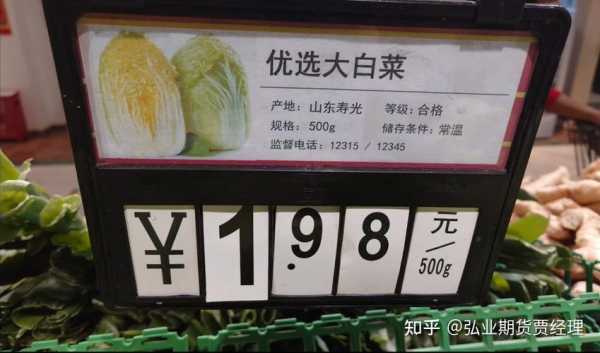 优选大白菜
产地: 山东寿光 等级: 合格
规格: 500g 储存条件: 常温
监督电话: 12315 / 12345
¥1.98 元/500g
知乎 @弘业期货贾经理